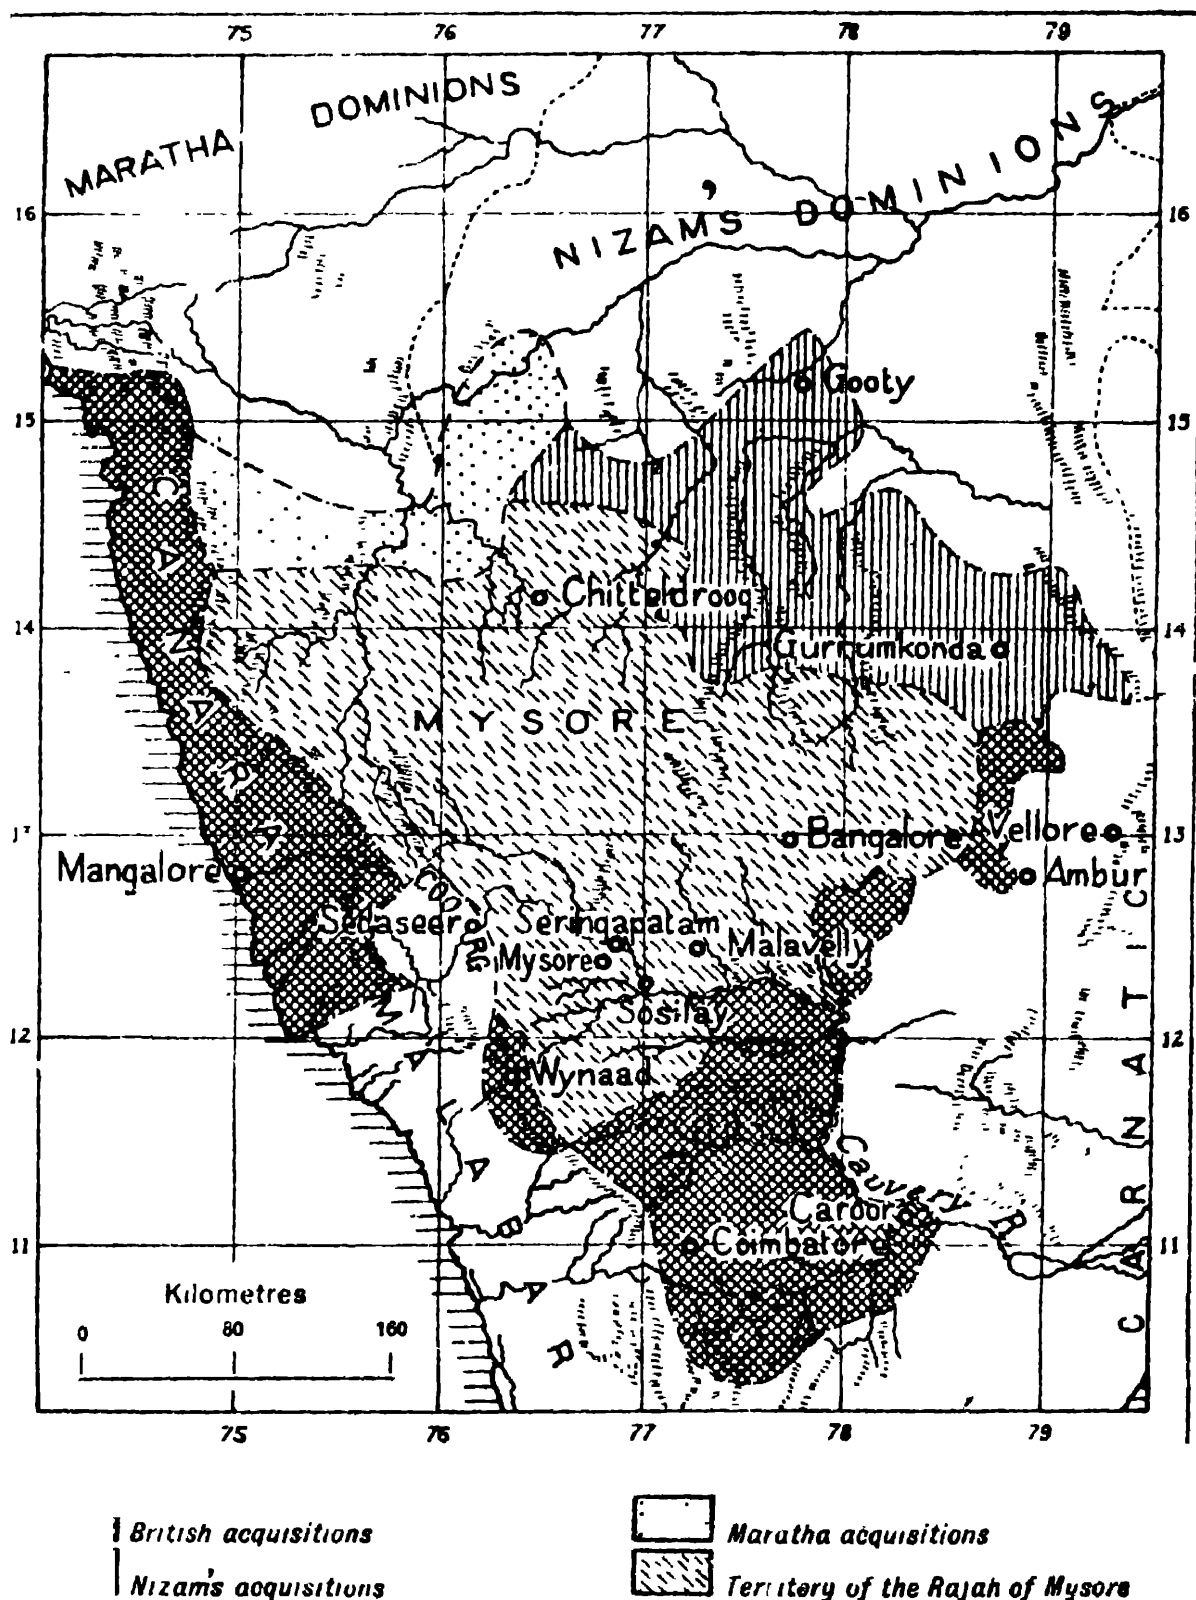 75 76 77 78 79
MARATHA DOMINIONS
NIZAM'S DOMINIONS
16 16
15 15
Gooty
CANARA
Chitteldroog
14 14
Gurrumkonda
MYSORE
13 13
Bangalore
Vellore
Mangalore
Ambur
COORG
Sedaseer
Seringapatam
Mysore
Malavelly
Sosilay
12 12
Wynaad
MALABAR
Cauvery R
Caroor
11 11
Coimbatore
CARNATIC
Kilometres
0 80 160
75 76 77 78 79
British acquisitions
Maratha acquisitions
Nizam's acquisitions
Territory of the Rajah of Mysore